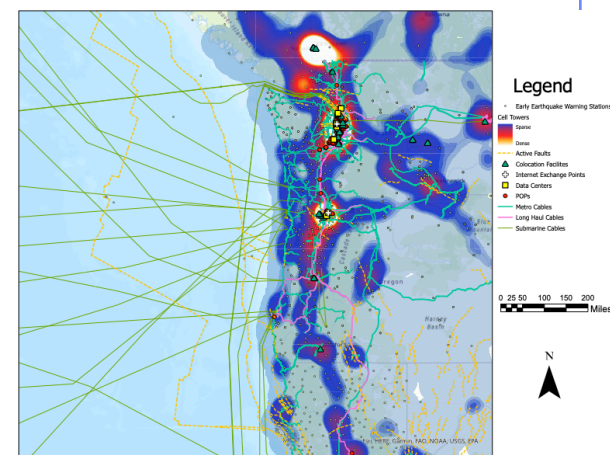 Legend
Early Earthquake Warning Stations
Cell Towers
Sparse
Dense
Active Faults
Colocation Facilites
Internet Exchange Points
Data Centers
POPs
Metro Cables
Long Haul Cables
Submarine Cables
0 25 50 100 150 200
Miles
N
Cascade
Oregon
Harney
Basin
Esri, HERE, Garmin, FAO, NOAA, USGS, EPA